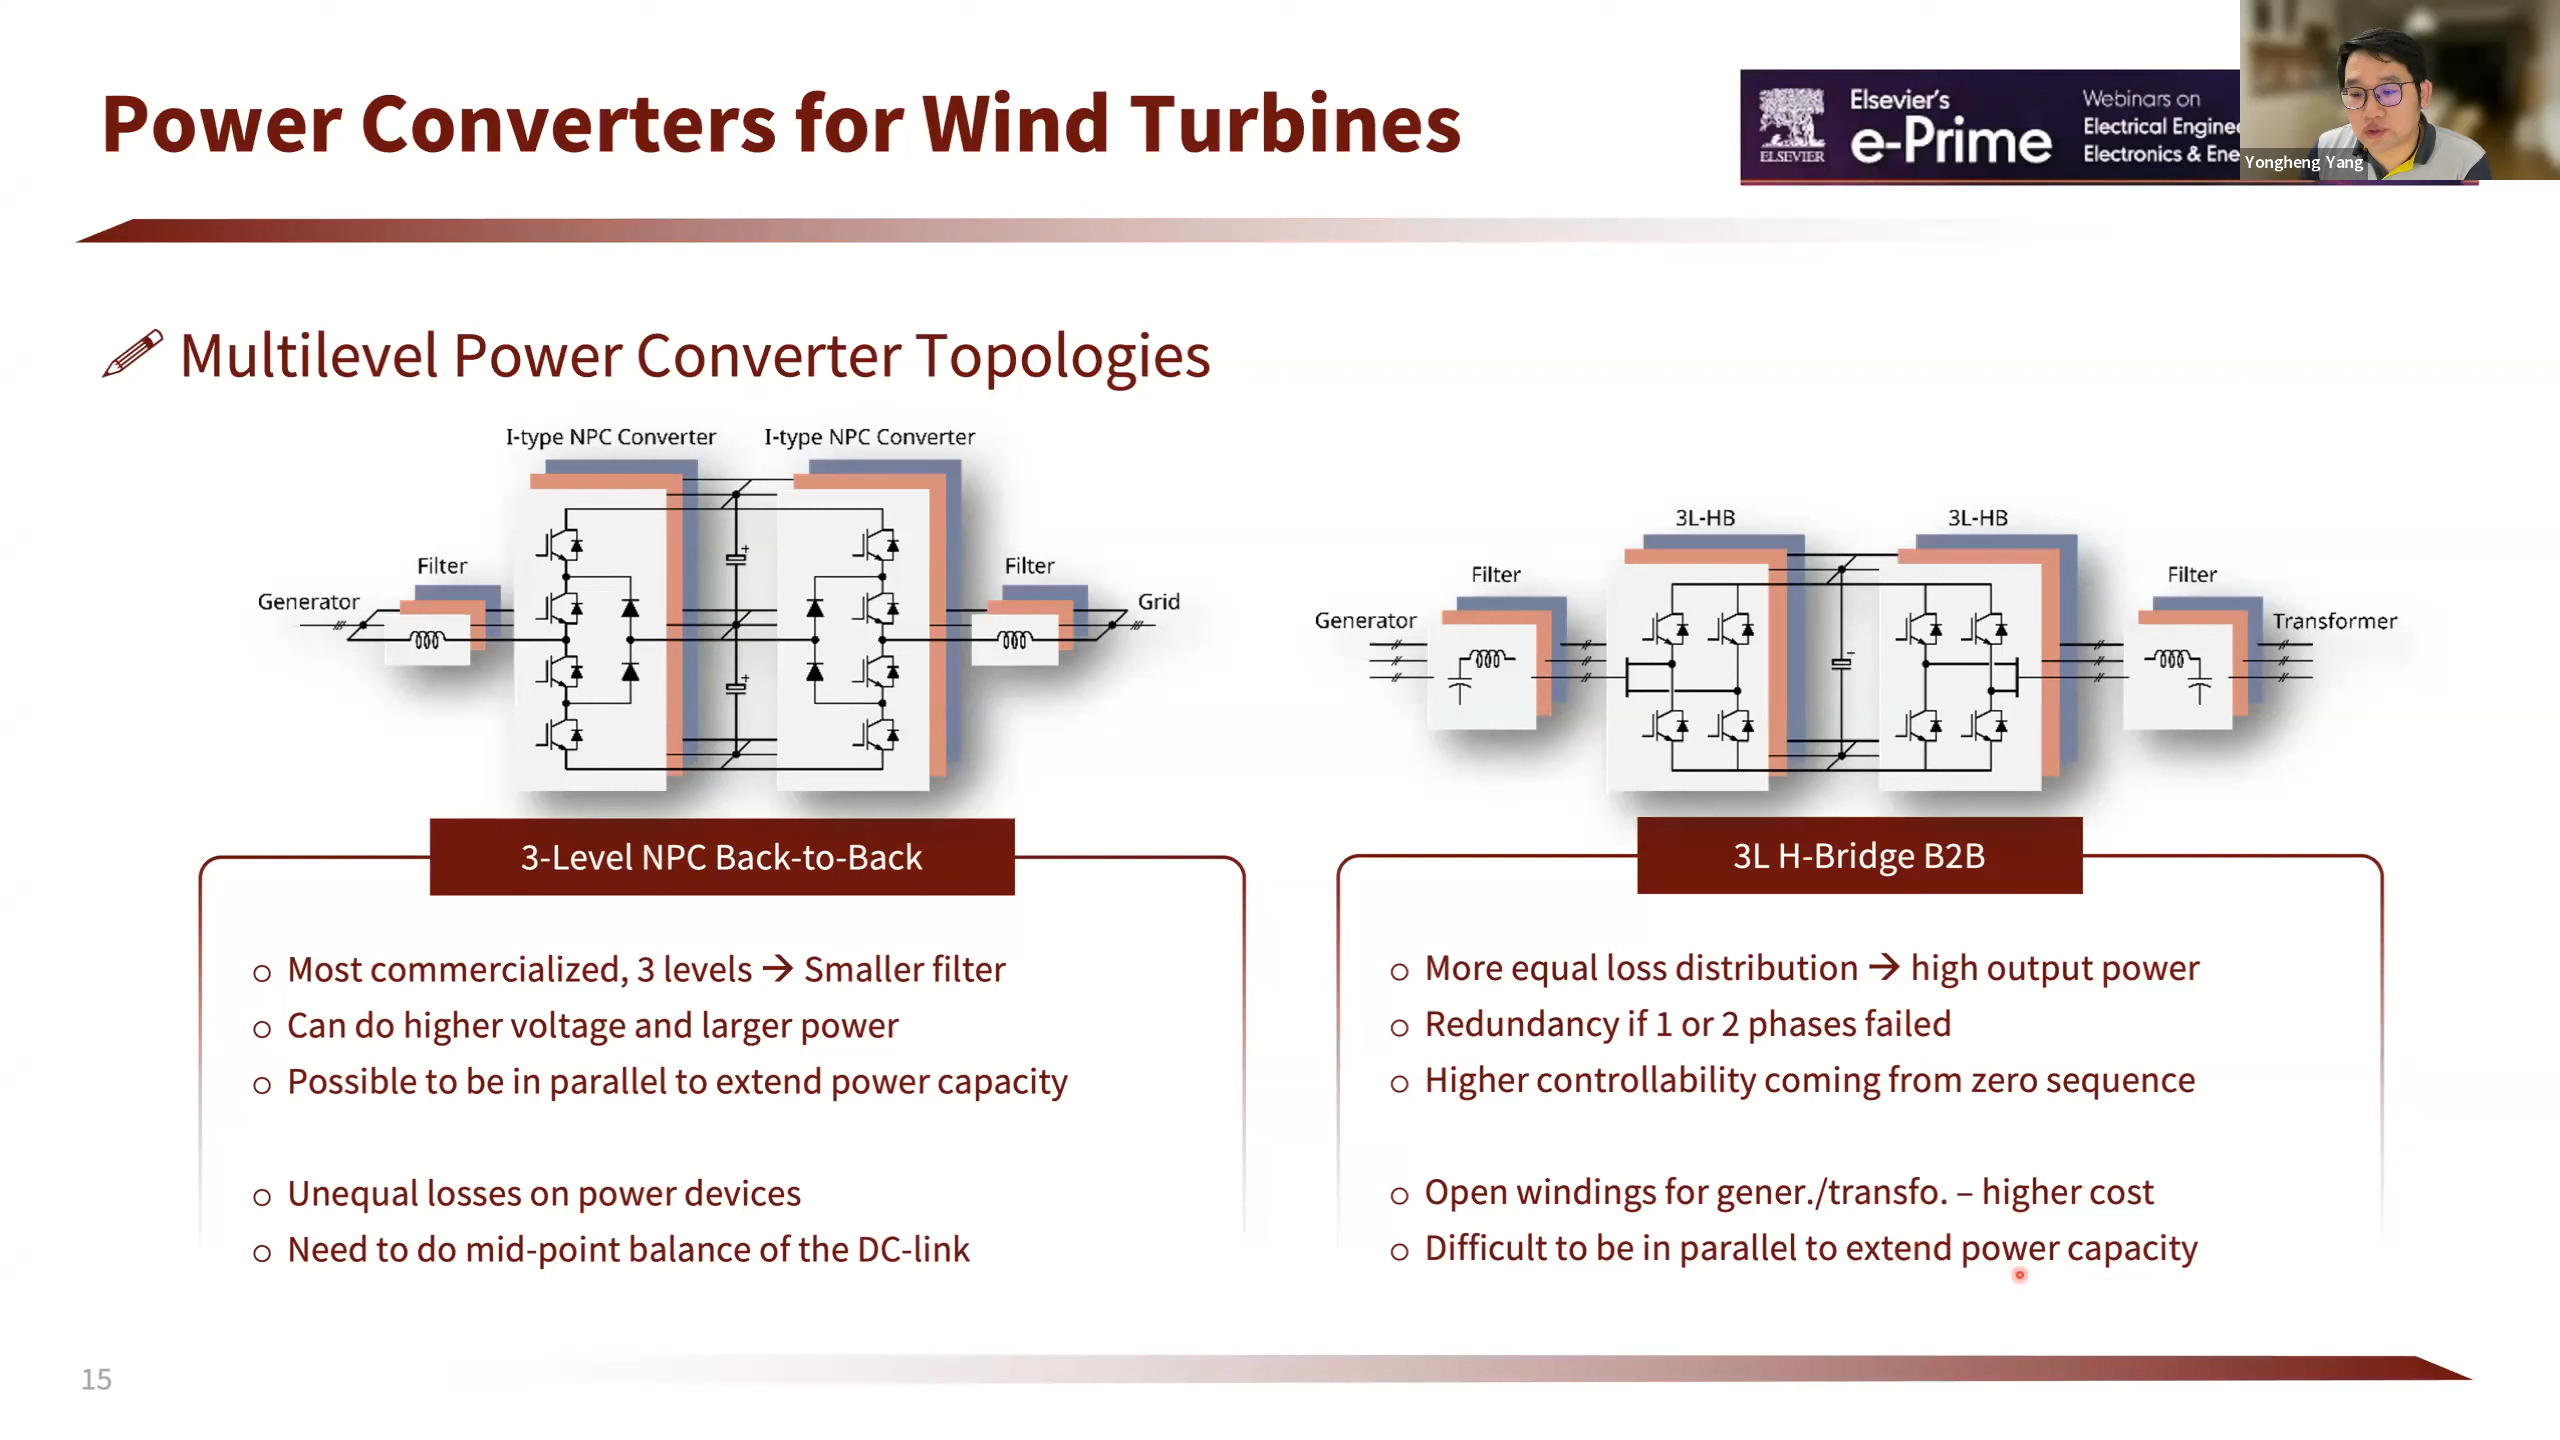 Power Converters for Wind Turbines
ELSEVIER
Elsevier's
e-Prime
Webinars on
Electrical
Electronics &
Yongheng Yang
Multilevel Power Converter Topologies
I-type NPC Converter
I-type NPC Converter
Filter
Filter
Generator
Grid
3L-HB
3L-HB
Filter
Filter
Generator
Transformer
3-Level NPC Back-to-Back
Most commercialized, 3 levels → Smaller filter
Can do higher voltage and larger power
Possible to be in parallel to extend power capacity
Unequal losses on power devices
Need to do mid-point balance of the DC-link
3L H-Bridge B2B
More equal loss distribution → high output power
Redundancy if 1 or 2 phases failed
Higher controllability coming from zero sequence
Open windings for gener./transfo. – higher cost
Difficult to be in parallel to extend power capacity
15